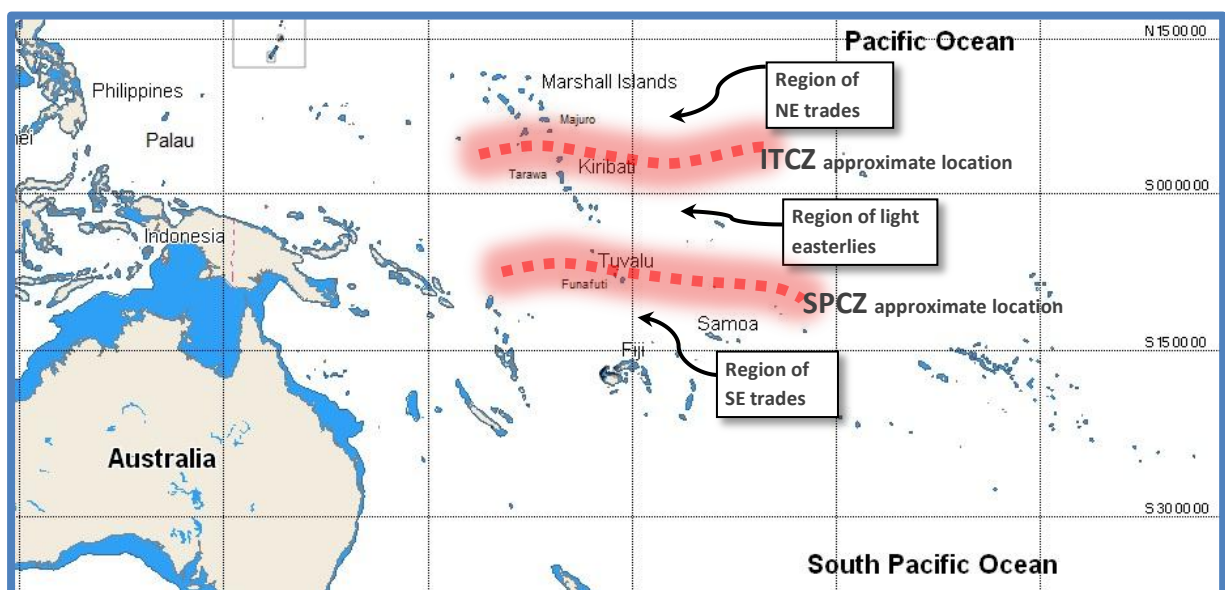 Pacific Ocean
N 15 00 00
Philippines
Marshall Islands
Region of
NE trades
Majuro
Palau
ITCZ approximate location
Kiribati
Tarawa
S 00 00 00
Region of light
easterlies
Indonesia
Tuvalu
Funafuti
SPCZ approximate location
Samoa
Fiji
S 15 00 00
Region of
SE trades
Australia
S 30 00 00
South Pacific Ocean